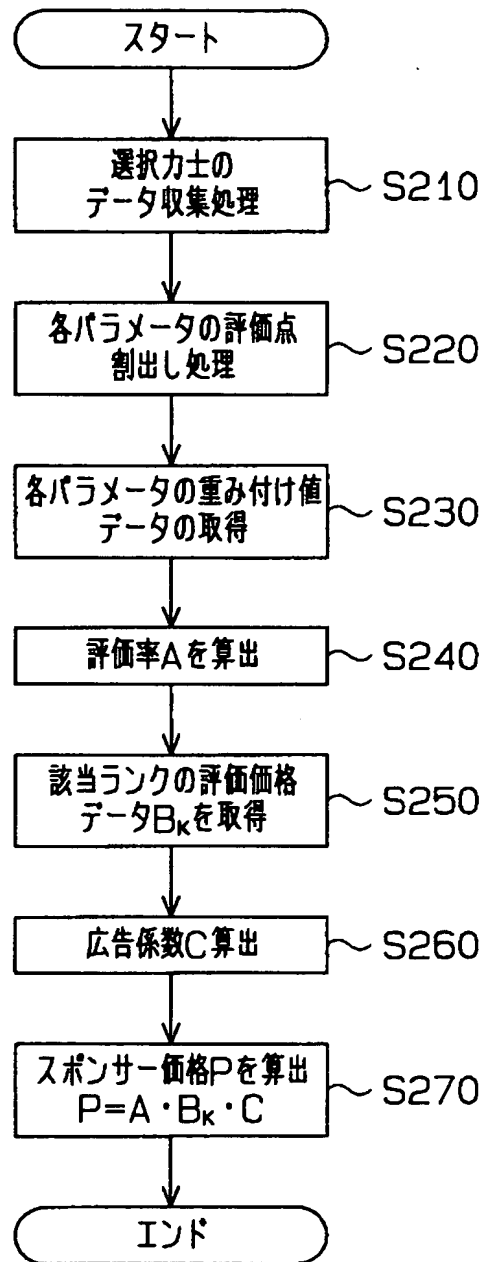 スタート
選択力士の
データ収集処理
S210
各パラメータの評価点
割出し処理
S220
各パラメータの重み付け値
データの取得
S230
評価率Aを算出
S240
該当ランクの評価価格
データBKを取得
S250
広告係数C算出
S260
スポンサー価格Pを算出
P=A・BK・C
S270
エンド